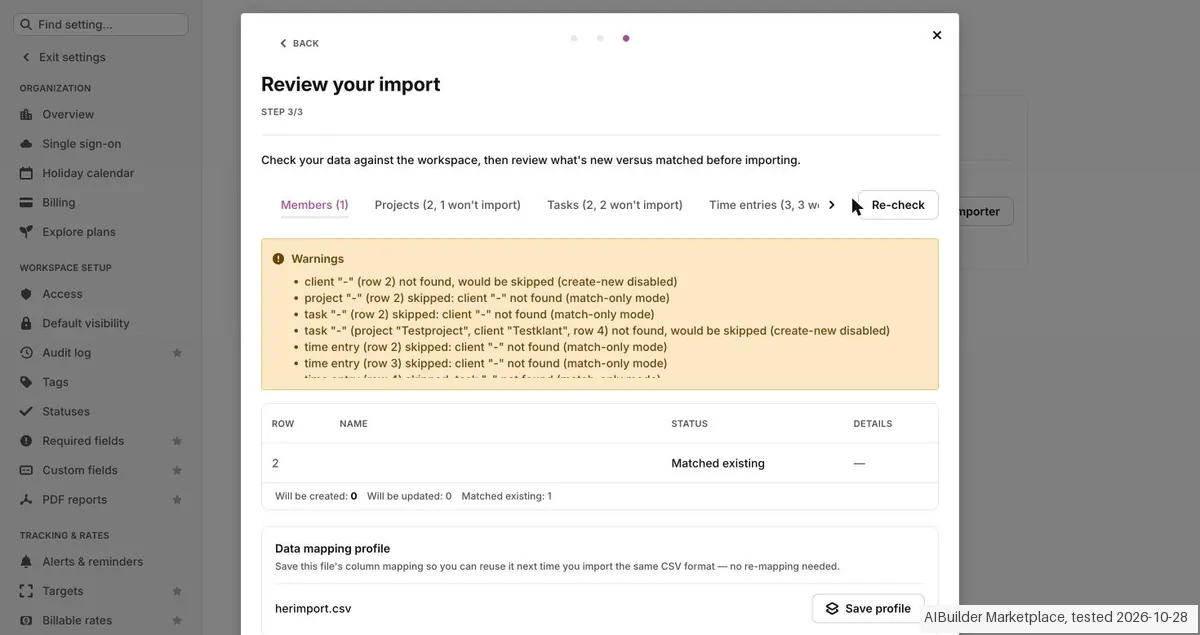 Find setting...
Exit settings
ORGANIZATION
Overview
Single sign-on
Holiday calendar
Billing
Explore plans
WORKSPACE SETUP
Access
Default visibility
Audit log
Tags
Statuses
Required fields
Custom fields
PDF reports
TRACKING & RATES
Alerts & reminders
Targets
Billable rates
BACK
Review your import
STEP 3/3
Check your data against the workspace, then review what's new versus matched before importing.
Members (1) Projects (2, 1 won't import) Tasks (2, 2 won't import) Time entries (3, 3 Re-check
mporter
Warnings
• client "-" (row 2) not found, would be skipped (create-new disabled)
• project "-" (row 2) skipped: client "-" not found (match-only mode)
• task "-" (row 2) skipped: client "-" not found (match-only mode)
• task "-" (project "Testproject", client "Testklant", row 4) not found, would be skipped (create-new disabled)
• time entry (row 2) skipped: client "-" not found (match-only mode)
• time entry (row 3) skipped: client "-" not found (match-only mode)
ROW NAME STATUS DETAILS
2 Matched existing —
Will be created: 0 Will be updated: 0 Matched existing: 1
Data mapping profile
Save this file's column mapping so you can reuse it next time you import the same CSV format — no re-mapping needed.
herimport.csv Save profile
AIBuilder Marketplace, tested 2026-10-28